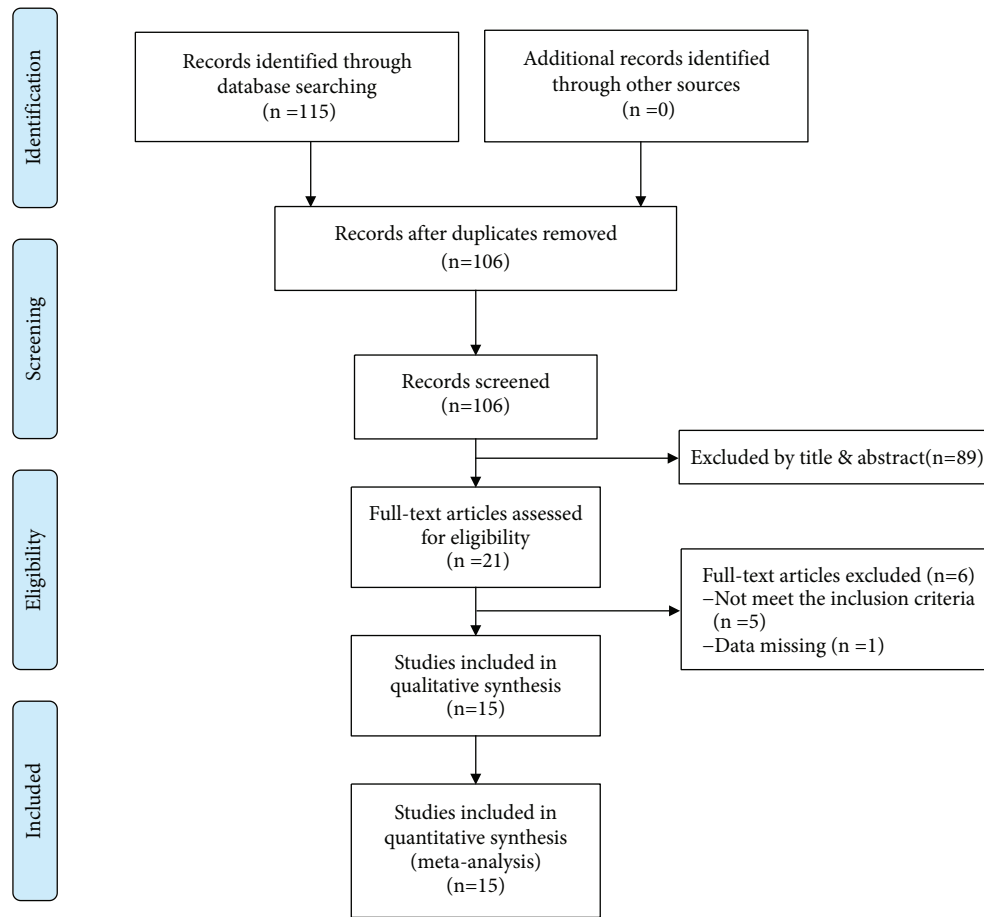 Identification
Records identified through
database searching
(n =115)
Additional records identified
through other sources
(n =0)
Records after duplicates removed
(n=106)
Screening
Records screened
(n=106)
Excluded by title & abstract(n=89)
Eligibility
Full-text articles assessed
for eligibility
(n =21)
Full-text articles excluded (n=6)
−Not meet the inclusion criteria
(n =5)
−Data missing (n =1)
Studies included in
qualitative synthesis
(n=15)
Included
Studies included in
quantitative synthesis
(meta-analysis)
(n=15)